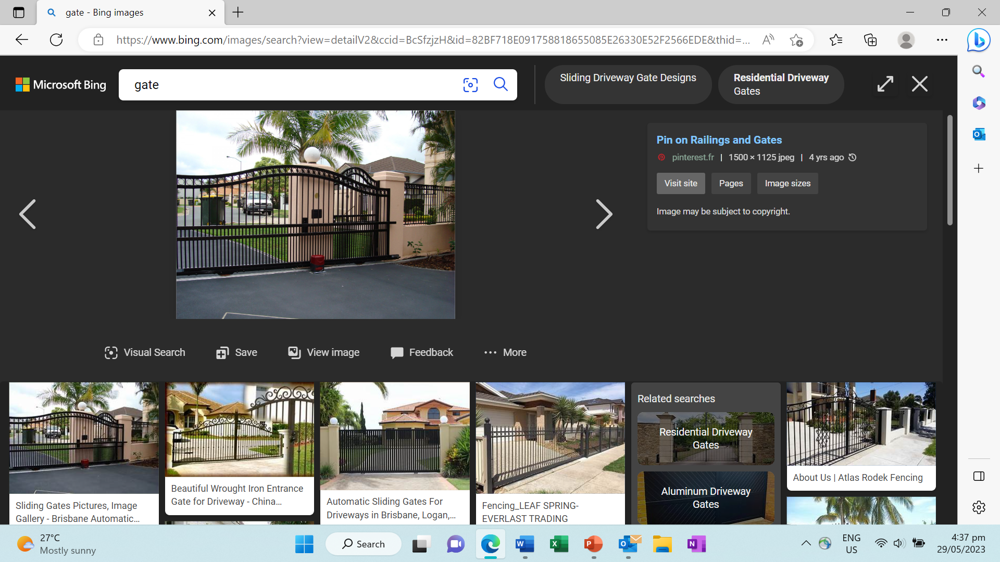 gate - Bing images
https://www.bing.com/images/search?view=detailV2&ccid=BcSfzjzH&id=82BF718E091758818655085E26330E52F2566EDE&thid=...
Microsoft Bing
gate
Sliding Driveway Gate Designs
Residential Driveway
Gates
Pin on Railings and Gates
pinterest.fr | 1500 × 1125 jpeg | 4 yrs ago
Visit site
Pages
Image sizes
Image may be subject to copyright.
Visual Search
Save
View image
Feedback
More
Sliding Gates Pictures, Image
Gallery - Brisbane Automatic...
Beautiful Wrought Iron Entrance
Gate for Driveway - China...
Automatic Sliding Gates For
Driveways in Brisbane, Logan,...
Fencing_LEAF SPRING-
EVERLAST TRADING
Related searches
Residential Driveway
Gates
Aluminum Driveway
Gates
About Us | Atlas Rodek Fencing
27°C
Mostly sunny
Search
ENG
US
4:37 pm
29/05/2023